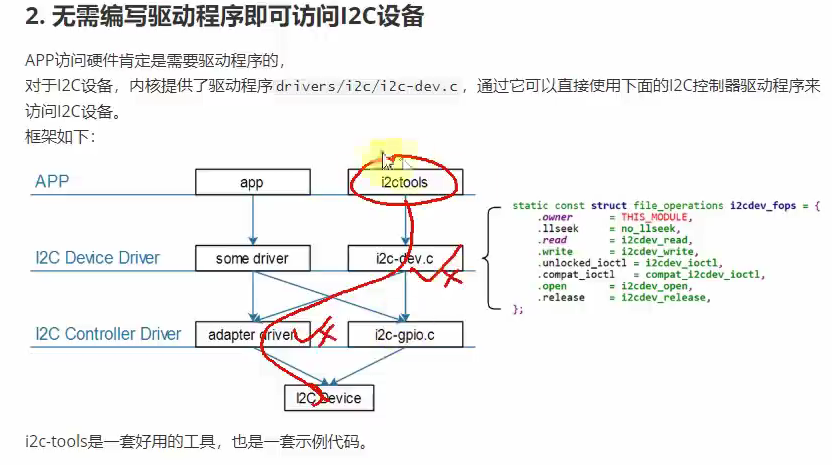 2. 无需编写驱动程序即可访问I2C设备
APP访问硬件肯定是需要驱动程序的，
对于I2C设备，内核提供了驱动程序drivers/i2c/i2c-dev.c，通过它可以直接使用下面的I2C控制器驱动程序来
访问I2C设备。
框架如下：
APP
app
i2ctools
I2C Device Driver
some driver
i2c-dev.c
I2C Controller Driver
adapter driver
i2c-gpio.c
I2C Device
static const struct file_operations i2cdev_fops = {
.owner = THIS_MODULE,
.llseek = no_llseek,
.read = i2cdev_read,
.write = i2cdev_write,
.unlocked_ioctl = i2cdev_ioctl,
.compat_ioctl = compat_i2cdev_ioctl,
.open = i2cdev_open,
.release = i2cdev_release,
};
i2c-tools是一套好用的工具，也是一套示例代码。